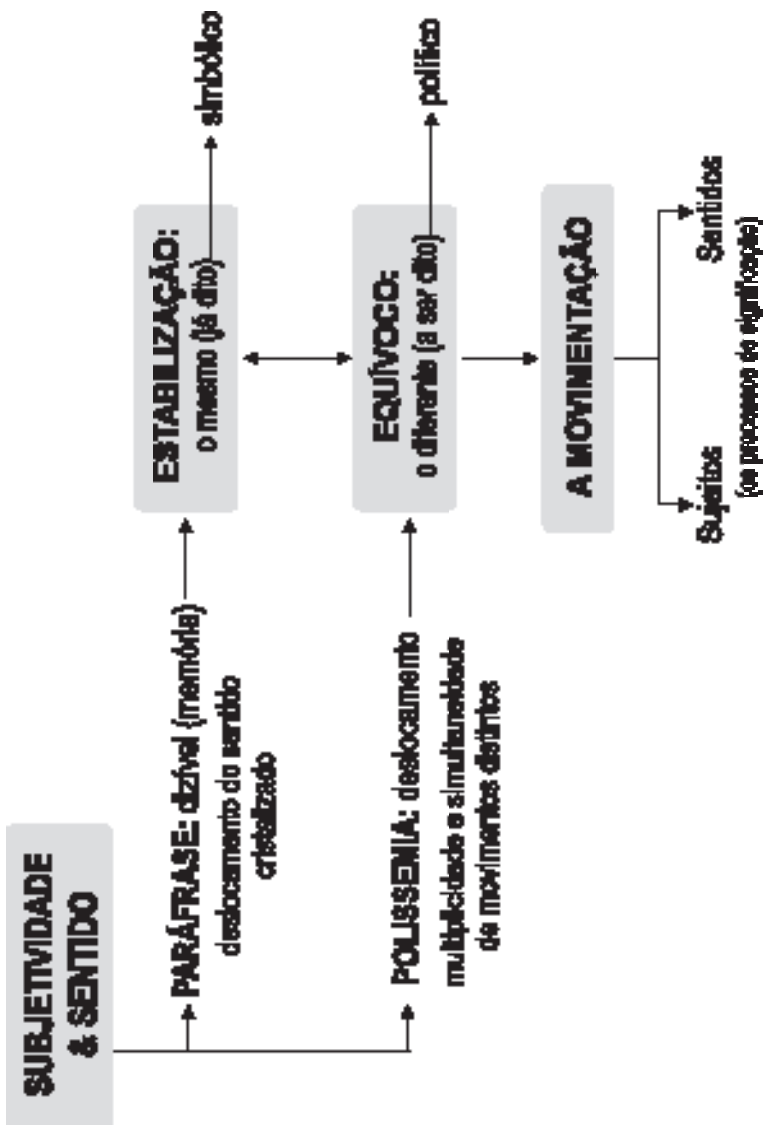 SUBJETIVIDADE
& SENTIDO
PARÁFRASE: dizível (memória)
deslocamento do sentido
cristalizado
ESTABILIZAÇÃO:
o mesmo (já dito)
simbólico
POLISSEMIA: deslocamento
multiplicidade e simultaneidade
de movimentos distintos
EQUÍVOCO:
o diferente (a ser dito)
político
A MOVIMENTAÇÃO
Sujeitos
Sentidos
(os processos de significação)